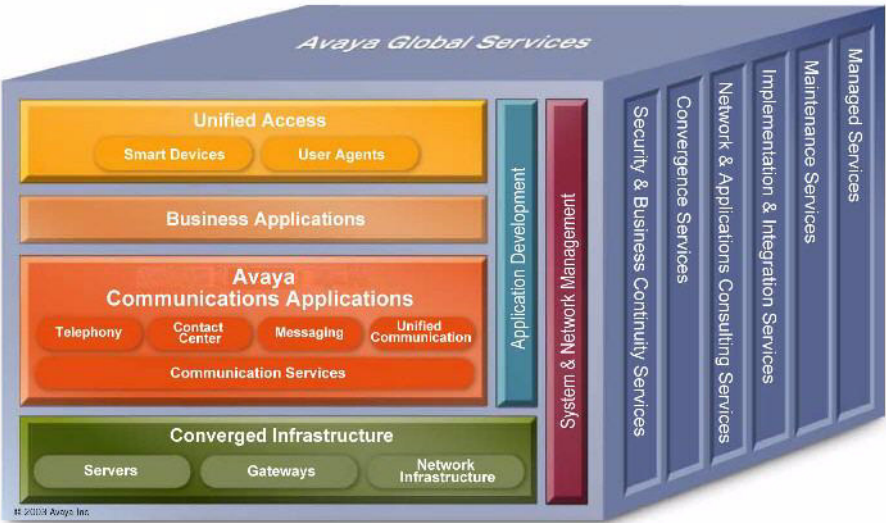 Avaya Global Services
Unified Access
Smart Devices
User Agents
Business Applications
Avaya
Communications Applications
Telephony
Contact
Center
Messaging
Unified
Communication
Communication Services
Converged Infrastructure
Servers
Gateways
Network
Infrastructure
Application Development
System & Network Management
Security & Business Continuity Services
Convergence Services
Network & Applications Consulting Services
Implementation & Integration Services
Maintenance Services
Managed Services
© 2003 Avaya Inc